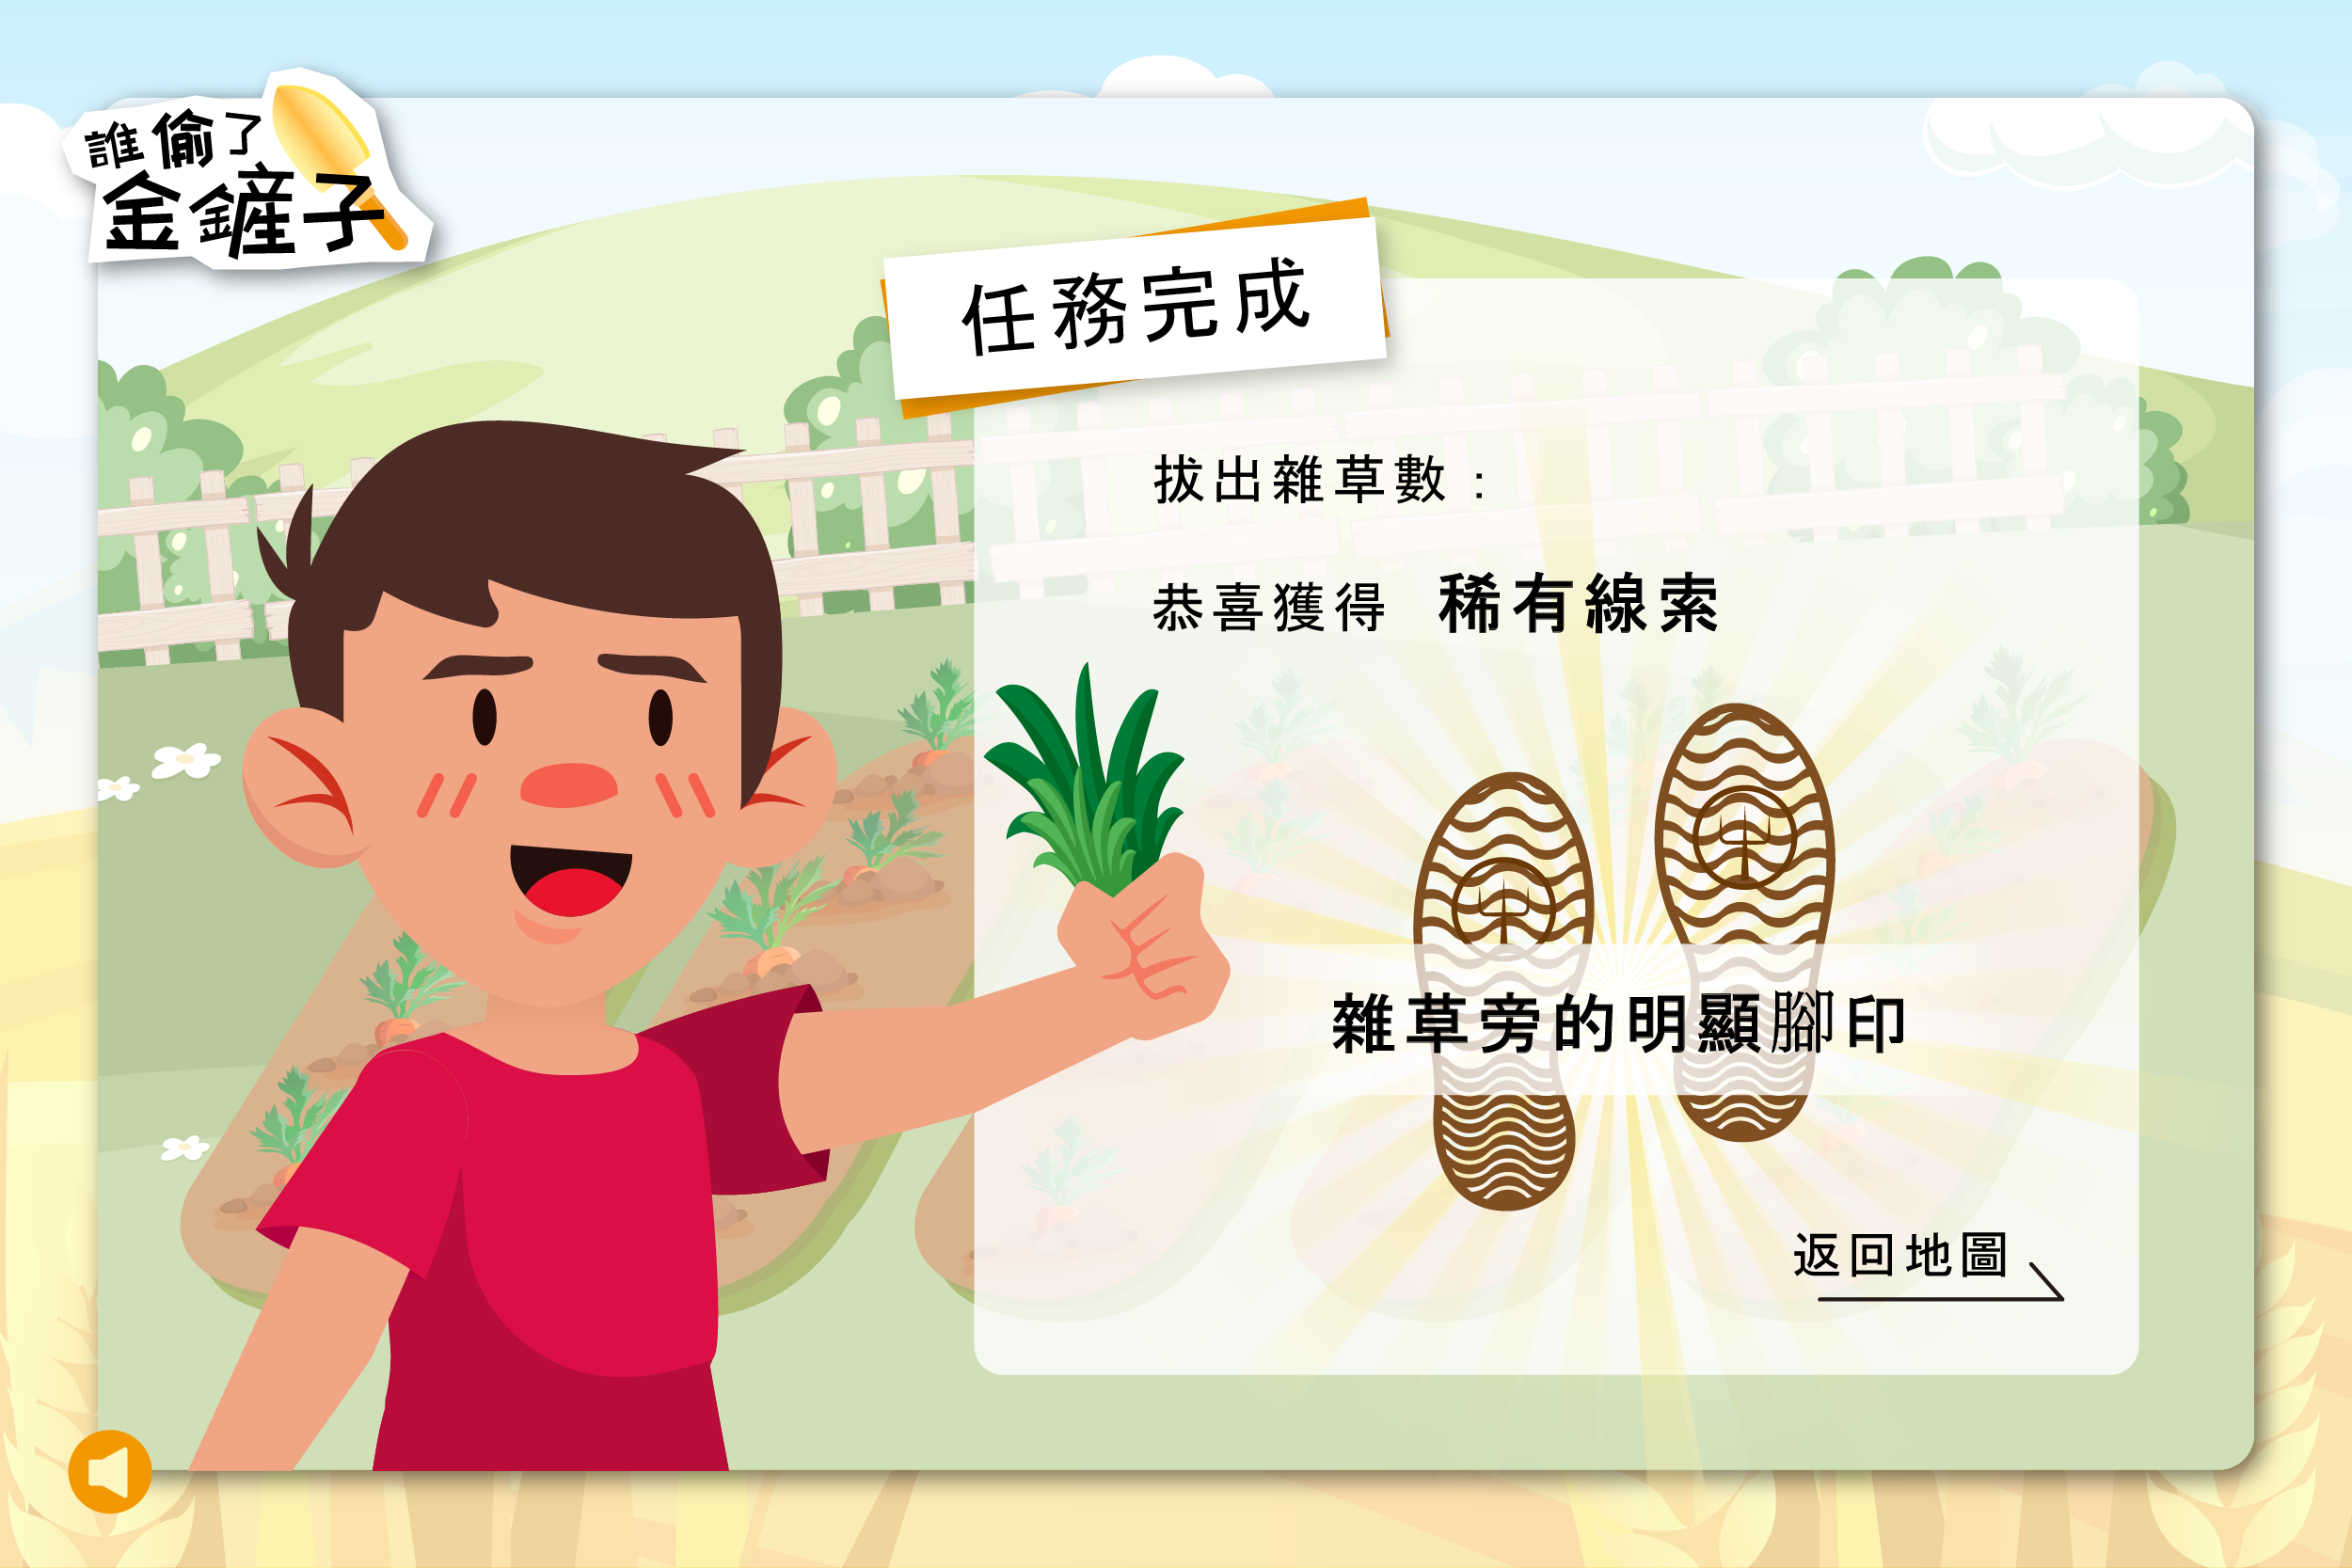 誰偷了
金鏟子
任務完成
拔出雜草數：
恭喜獲得 稀有線索
雜草旁的明顯腳印
返回地圖